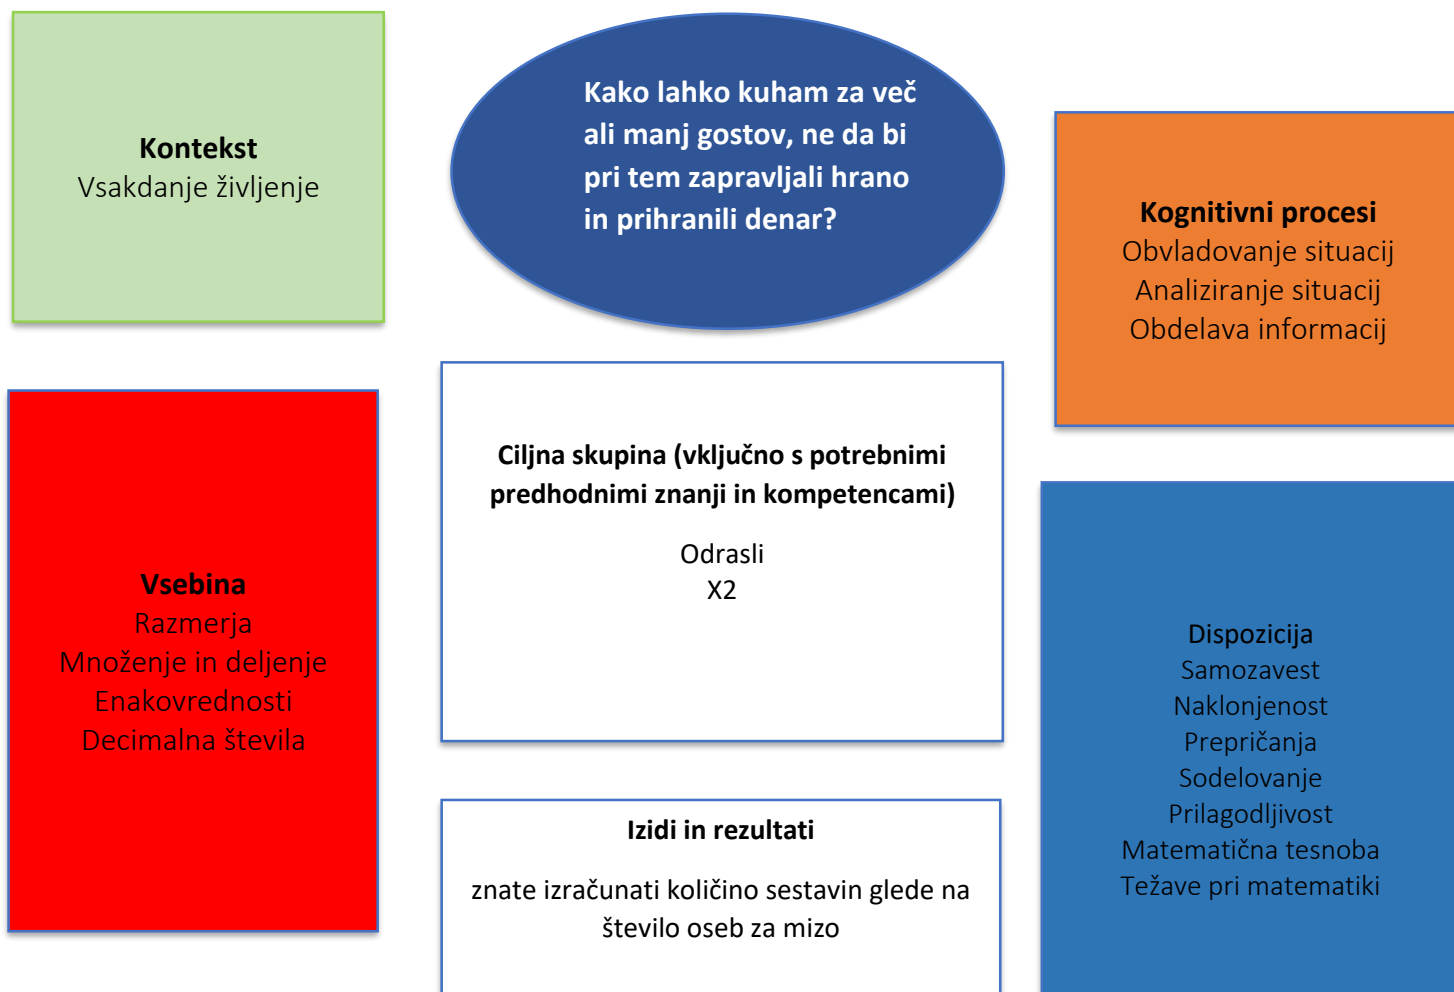 Kontekst
Vsakdanje življenje
Kako lahko kuham za več
ali manj gostov, ne da bi
pri tem zapravljali hrano
in prihranili denar?
Kognitivni procesi
Obvladovanje situacij
Analiziranje situacij
Obdelava informacij
Vsebina
Razmerja
Množenje in deljenje
Enakovrednosti
Decimalna števila
Ciljna skupina (vključno s potrebnimi
predhodnimi znanji in kompetencami)
Odrasli
X2
Dispozicija
Samozavest
Naklonjenost
Prepričanja
Sodelovanje
Prilagodljivost
Matematična tesnoba
Težave pri matematiki
Izidi in rezultati
znate izračunati količino sestavin glede na
število oseb za mizo